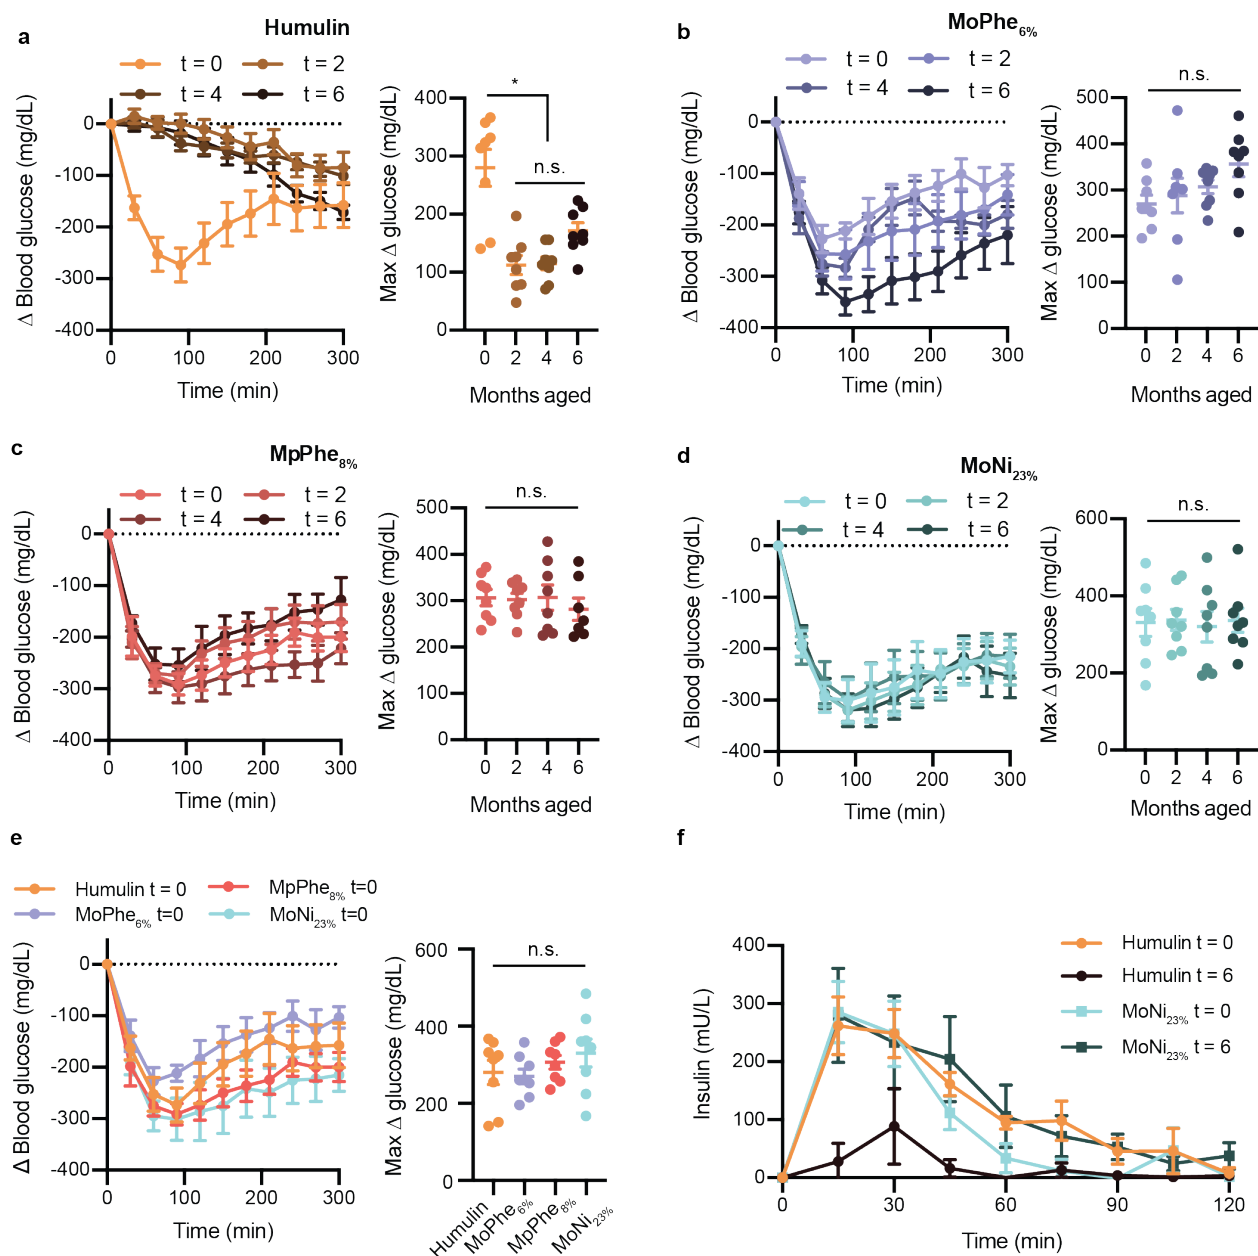 a
Humulin
t = 0
t = 2
t = 4
t = 6
Δ Blood glucose (mg/dL)
0
-100
-200
-300
-400
0
100
200
300
Time (min)
Max Δ glucose (mg/dL)
400
300
200
100
0
*
n.s.
0
2
4
6
Months aged
b
MoPhe6%
t = 0
t = 2
t = 4
t = 6
Δ Blood glucose (mg/dL)
0
-100
-200
-300
-400
0
100
200
300
Time (min)
Max Δ glucose (mg/dL)
500
400
300
200
100
0
n.s.
0
2
4
6
Months aged
c
MpPhe8%
t = 0
t = 2
t = 4
t = 6
Δ Blood glucose (mg/dL)
0
-100
-200
-300
-400
0
100
200
300
Time (min)
Max Δ glucose (mg/dL)
500
400
300
200
100
0
n.s.
0
2
4
6
Months aged
d
MoNi23%
t = 0
t = 2
t = 4
t = 6
Δ Blood glucose (mg/dL)
0
-100
-200
-300
-400
0
100
200
300
Time (min)
Max Δ glucose (mg/dL)
600
400
200
0
n.s.
0
2
4
6
Months aged
e
Humulin t = 0
MpPhe8% t=0
MoPhe6% t=0
MoNi23% t=0
Δ Blood glucose (mg/dL)
0
-100
-200
-300
-400
0
100
200
300
Time (min)
Max Δ glucose (mg/dL)
600
400
200
0
n.s.
Humulin
MoPhe6%
MpPhe8%
MoNi23%
f
Humulin t = 0
Humulin t = 6
MoNi23% t = 0
MoNi23% t = 6
Insulin (mU/L)
400
300
200
100
0
0
30
60
90
120
Time (min)